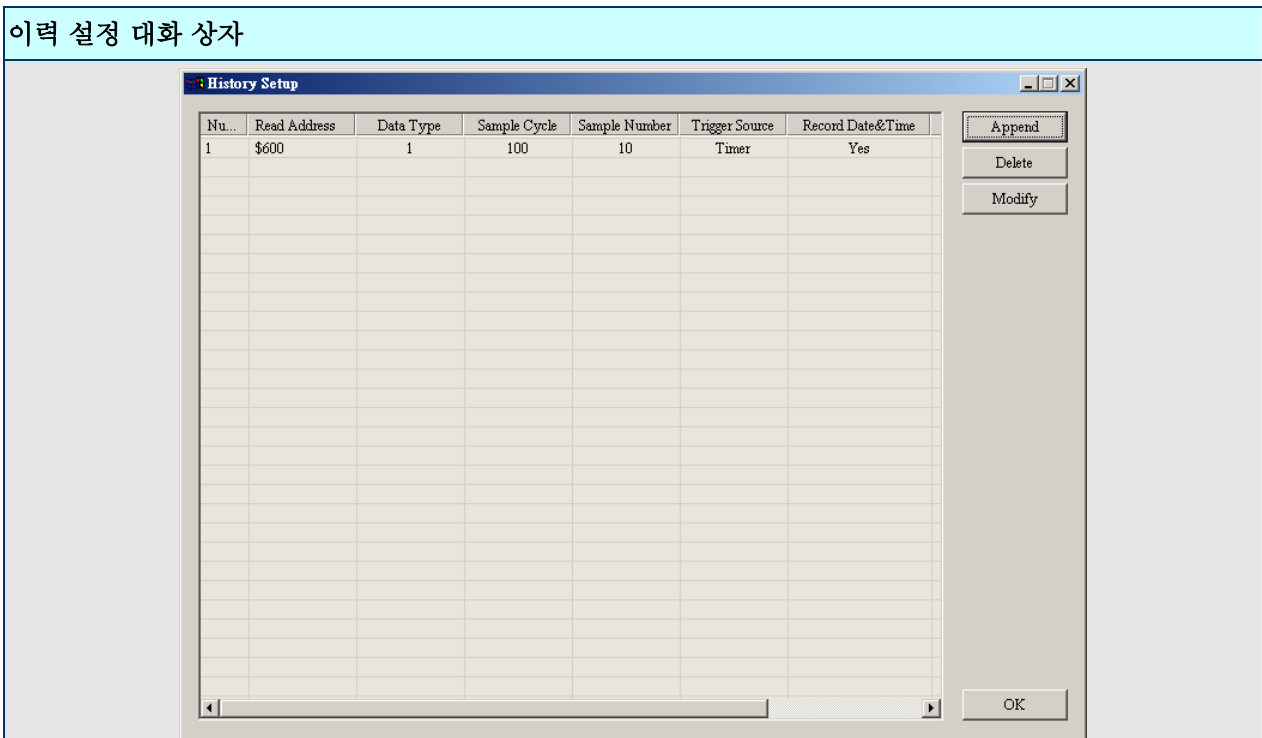 이력 설정 대화 상자
History Setup
Nu... Read Address Data Type Sample Cycle Sample Number Trigger Source Record Date&Time
1 $600 1 100 10 Timer Yes
Append
Delete
Modify
OK